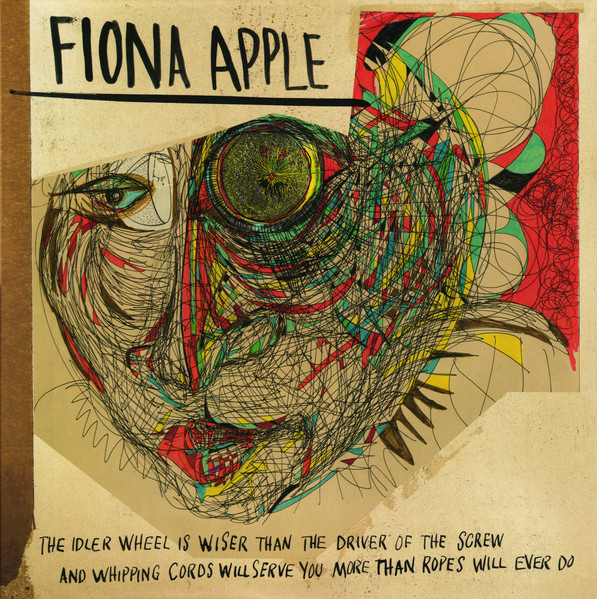 FIONA APPLE
THE IDLER WHEEL IS WISER THAN THE DRIVER OF THE SCREW
AND WHIPPING CORDS WILL SERVE YOU MORE THAN ROPES WILL EVER DO